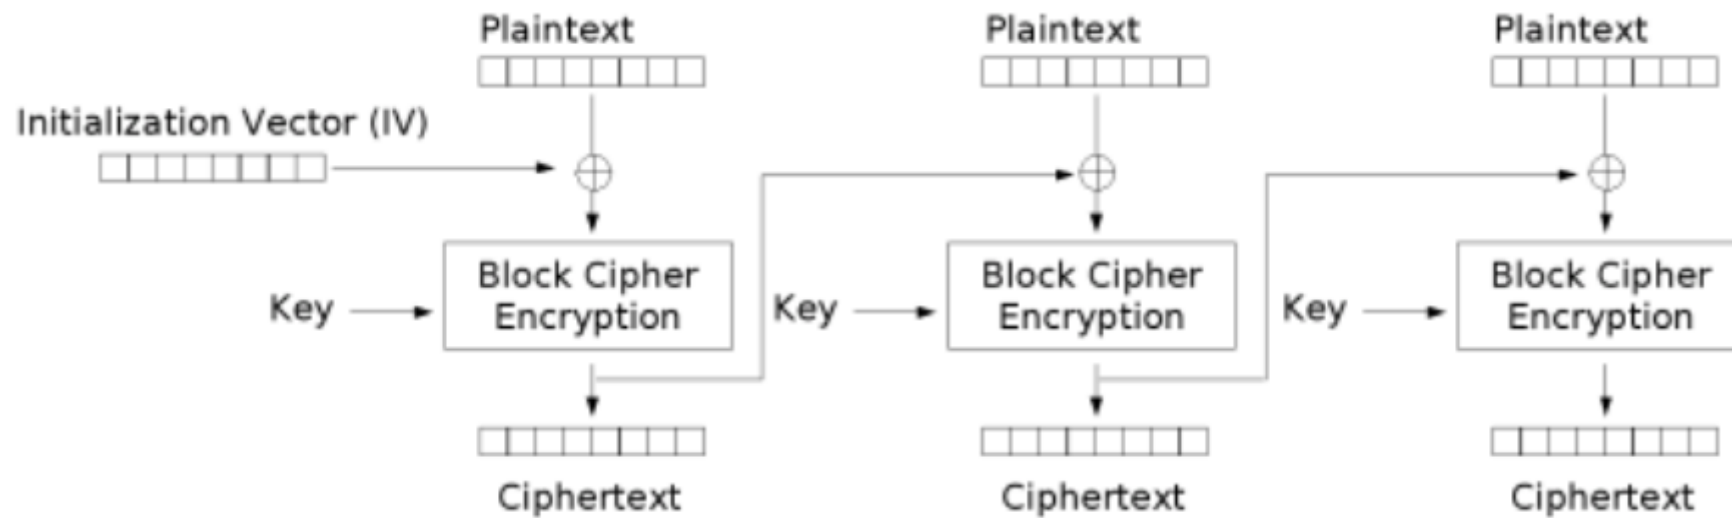 Plaintext
Plaintext
Plaintext
Initialization Vector (IV)
Key
Block Cipher
Encryption
Key
Block Cipher
Encryption
Key
Block Cipher
Encryption
Ciphertext
Ciphertext
Ciphertext